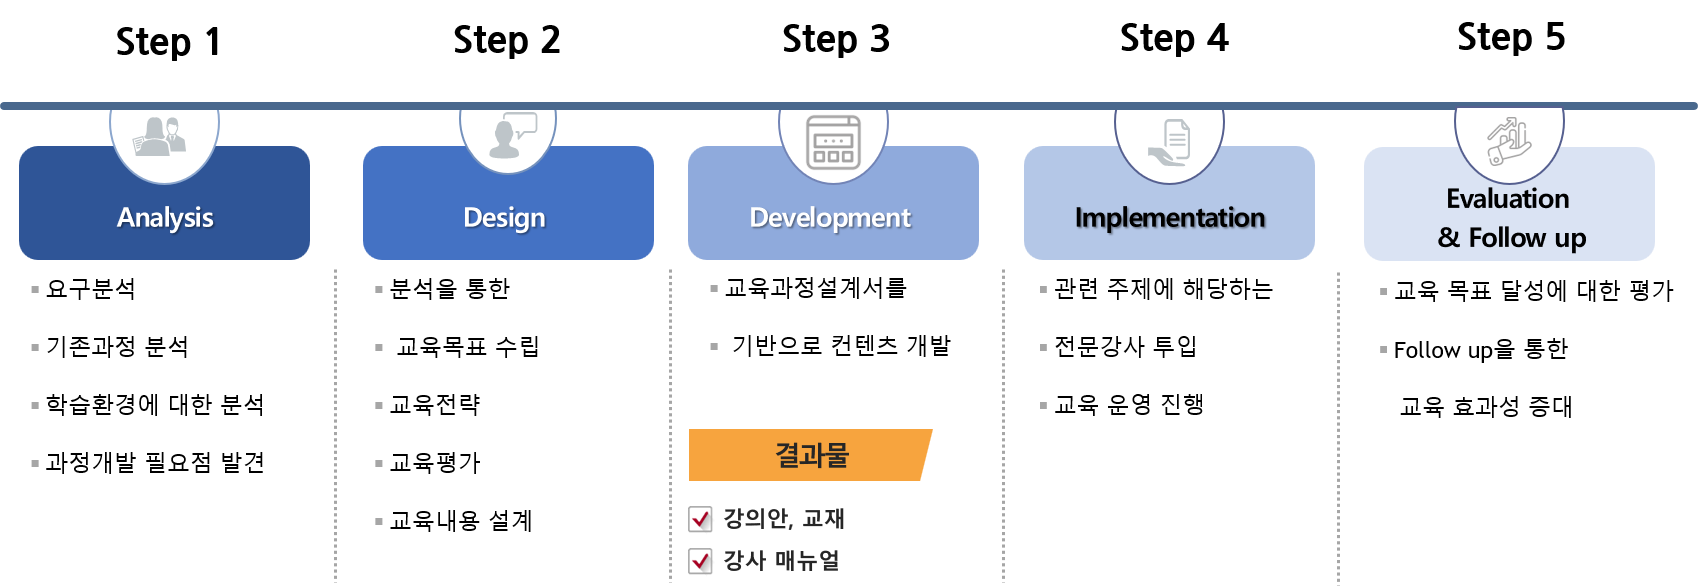 Step 1
Step 2
Step 3
Step 4
Step 5
Analysis
▪ 요구분석
▪ 기존과정 분석
▪ 학습환경에 대한 분석
▪ 과정개발 필요점 발견
Design
▪ 분석을 통한
▪ 교육목표 수립
▪ 교육전략
▪ 교육평가
▪ 교육내용 설계
Development
▪ 교육과정설계서를
▪ 기반으로 컨텐츠 개발
결과물
강의안, 교재
강사 매뉴얼
Implementation
▪ 관련 주제에 해당하는
▪ 전문강사 투입
▪ 교육 운영 진행
Evaluation
& Follow up
▪ 교육 목표 달성에 대한 평가
▪ Follow up을 통한
교육 효과성 증대